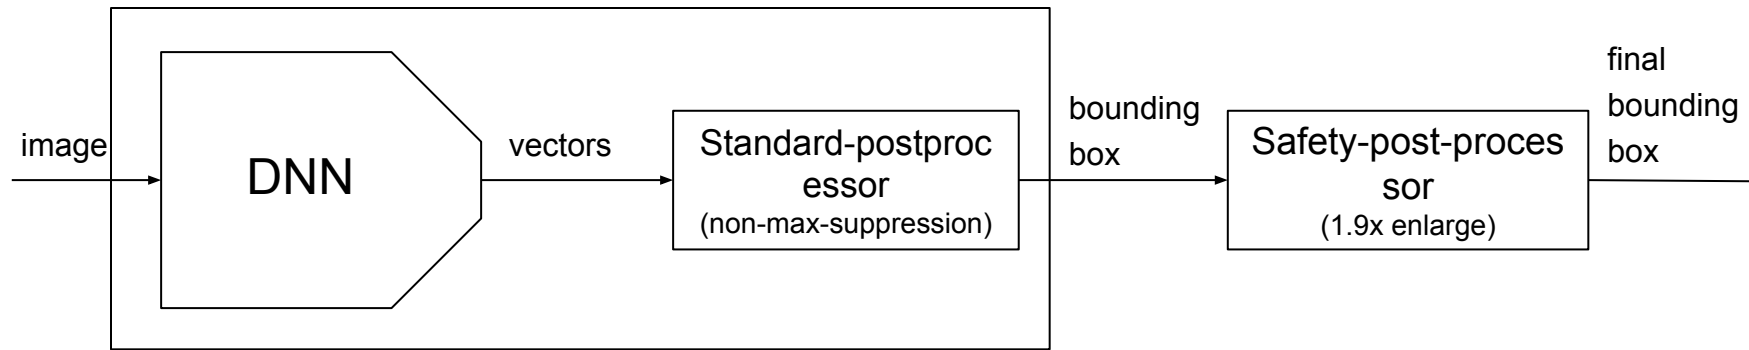 image
DNN
vectors
Standard-postproc
essor
(non-max-suppression)
bounding
box
Safety-post-proces
sor
(1.9x enlarge)
final
bounding
box